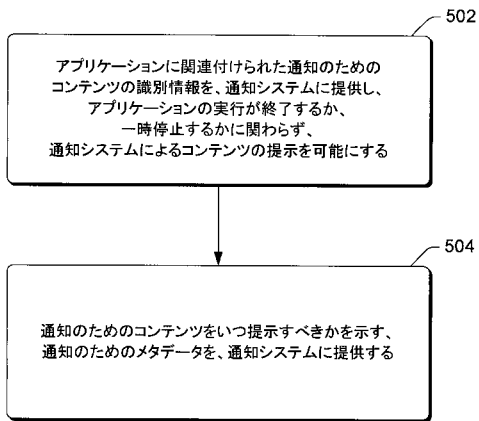 502
アプリケーションに関連付けられた通知のための
コンテンツの識別情報を、通知システムに提供し、
アプリケーションの実行が終了するか、
一時停止するかに関わらず、
通知システムによるコンテンツの提示を可能にする
504
通知のためのコンテンツをいつ提示すべきかを示す、
通知のためのメタデータを、通知システムに提供する